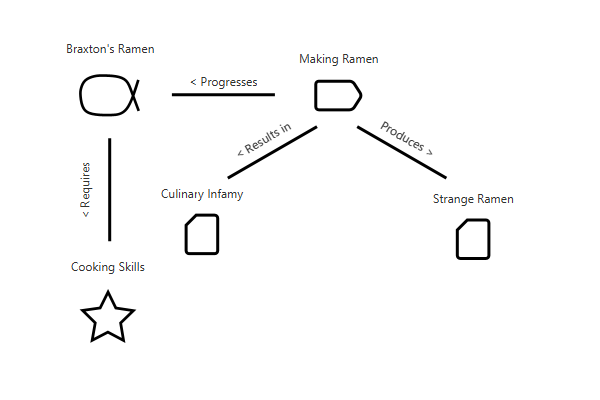 Braxton's Ramen
Making Ramen
< Progresses
< Results in
Produces >
< Requires
Culinary Infamy
Strange Ramen
Cooking Skills